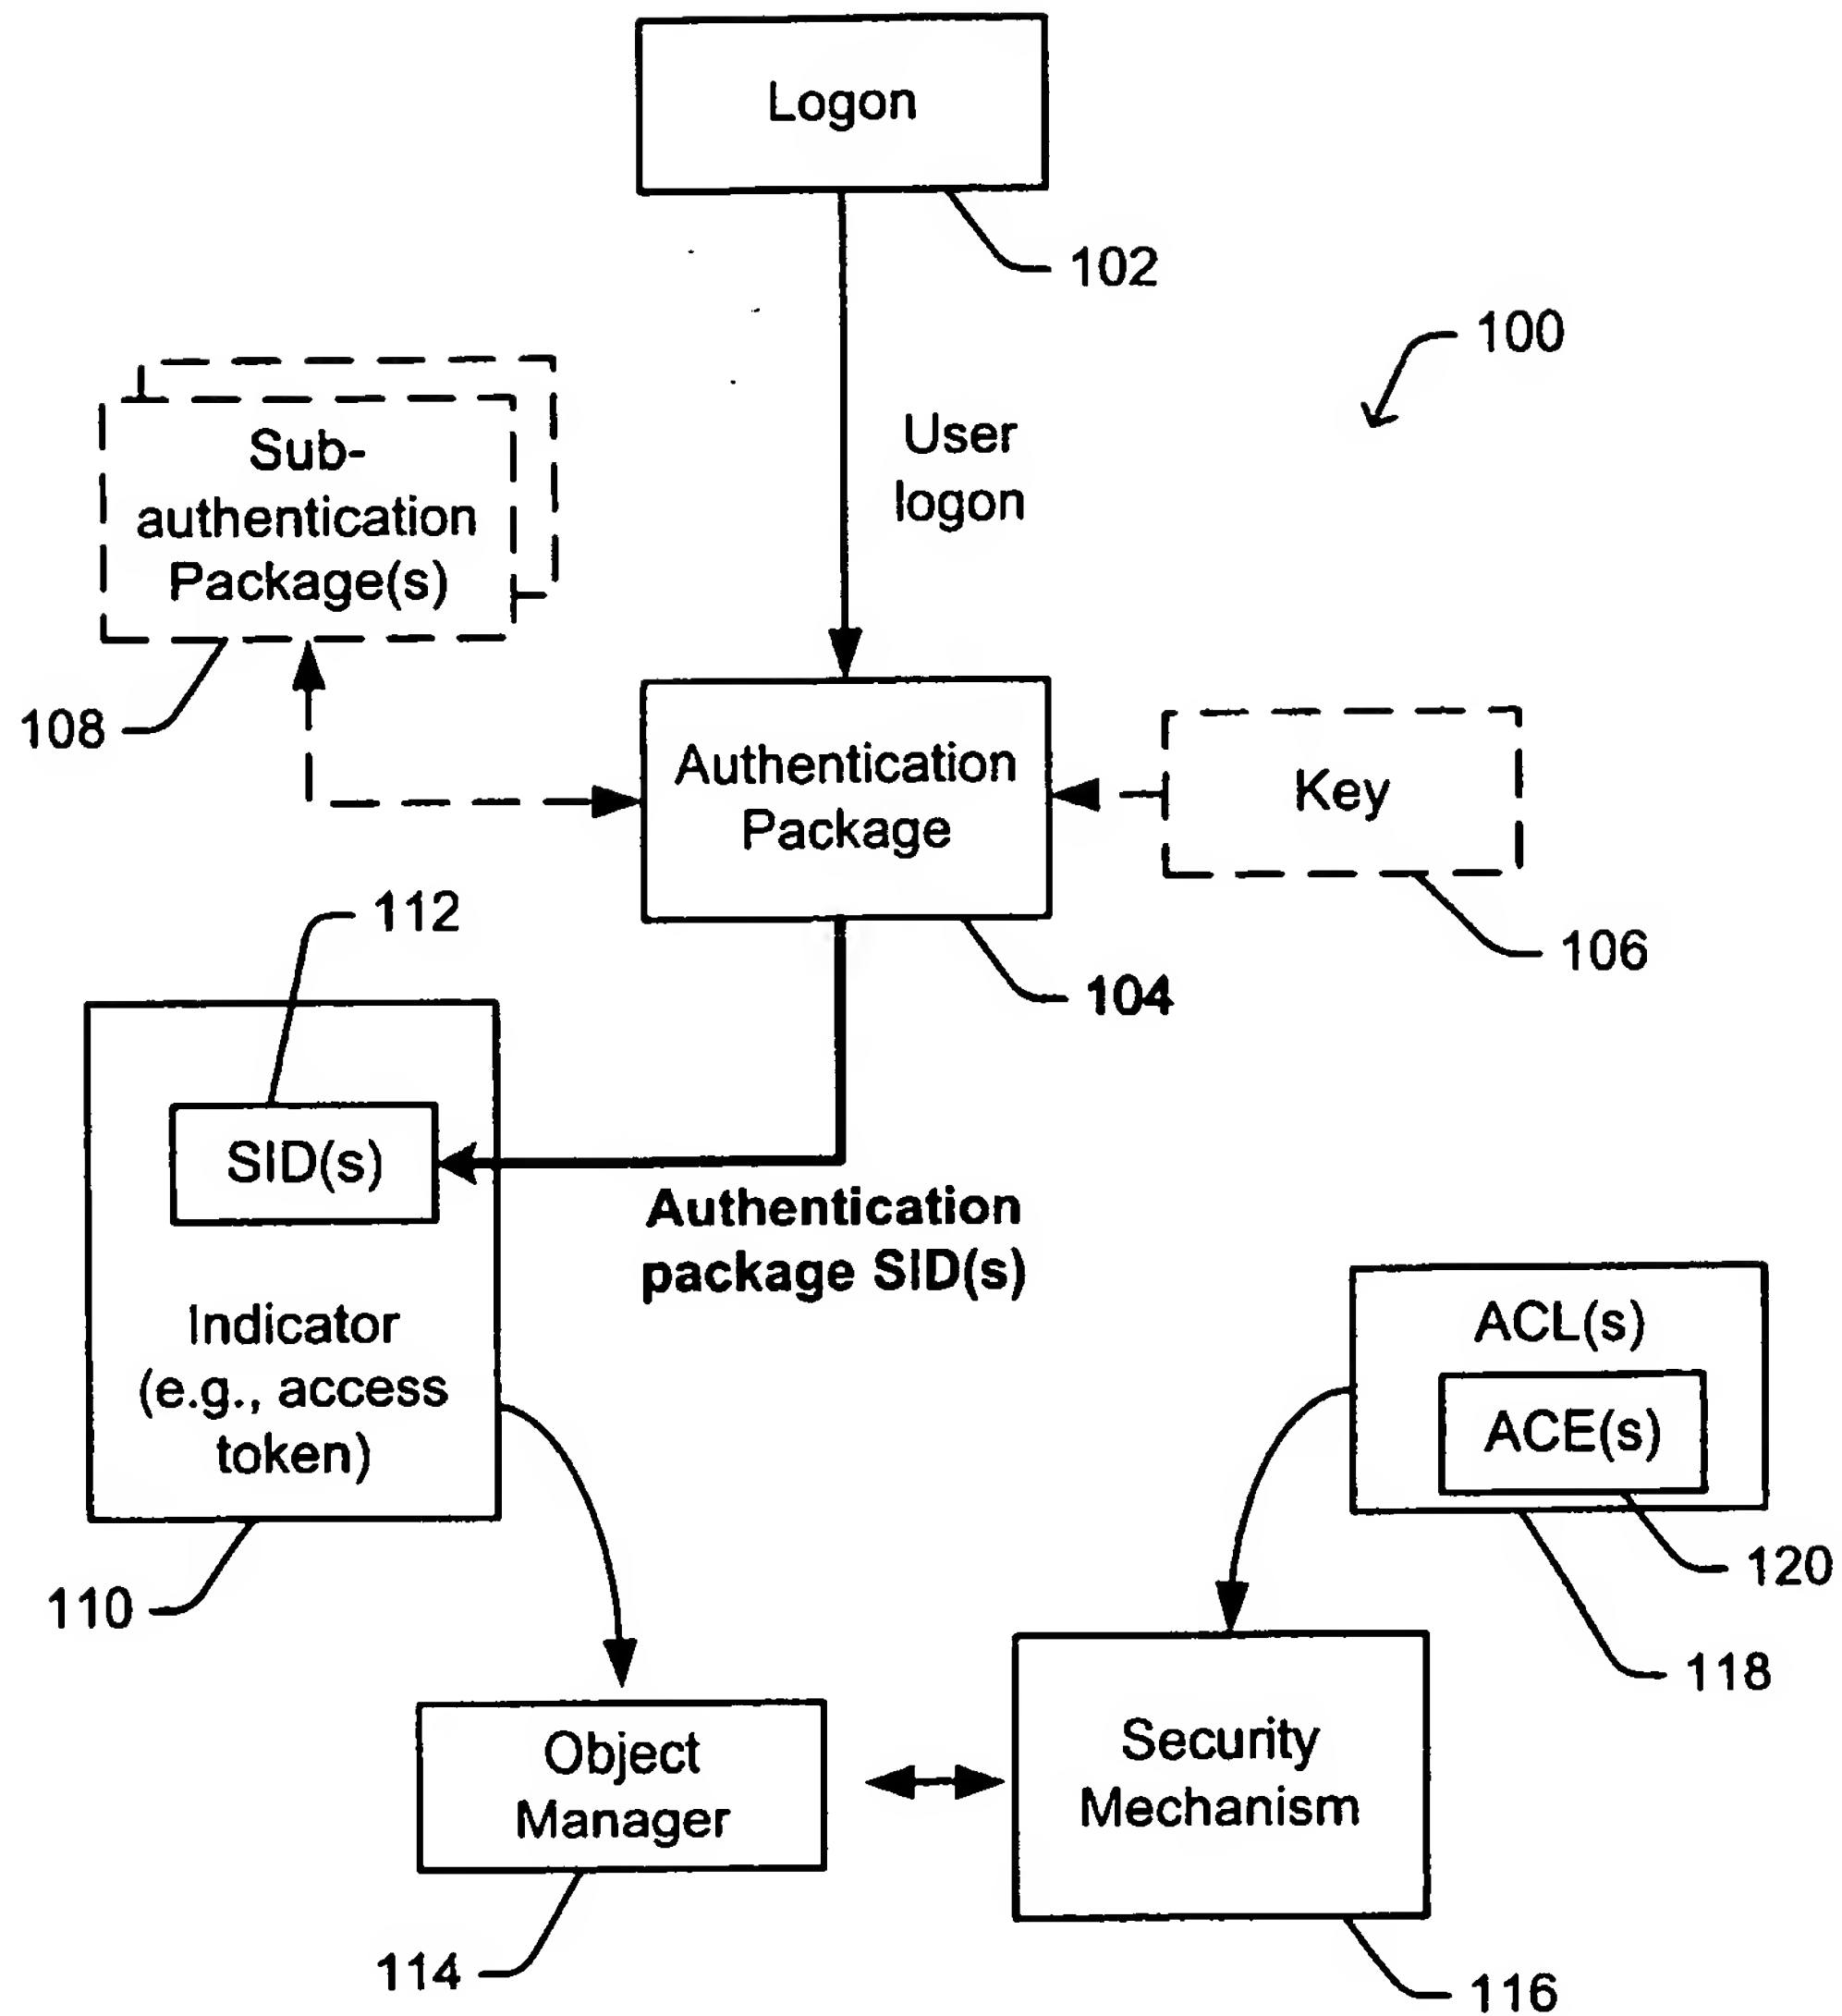 Logon
102
100
User
logon
Sub-
authentication
Package(s)
108
Authentication
Package
Key
106
104
112
SID(s)
Authentication
package SID(s)
Indicator
(e.g., access
token)
110
ACL(s)
ACE(s)
120
118
Object
Manager
114
Security
Mechanism
116